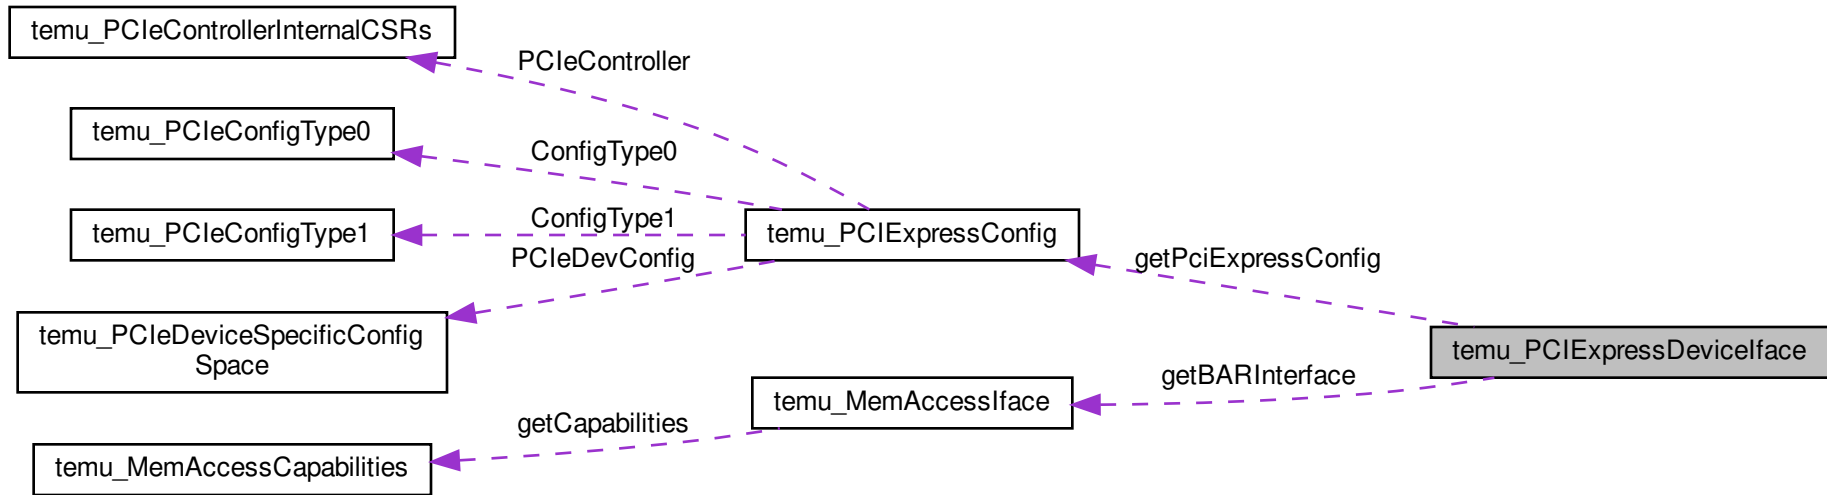 temu_PCIeControllerInternalCSRs
PCIeController
temu_PCIeConfigType0
ConfigType0
temu_PCIeConfigType1
ConfigType1
temu_PCIExpressConfig
PCIeDevConfig
getPciExpressConfig
temu_PCIeDeviceSpecificConfig
Space
temu_PCIExpressDeviceIface
getBARInterface
temu_MemAccessIface
getCapabilities
temu_MemAccessCapabilities